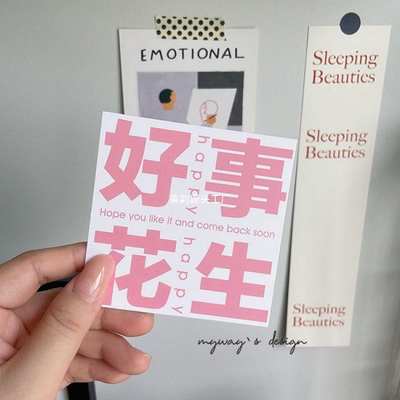 EMOTIONAL
Sleeping
Beauties
Sleeping
Beauties
Sleeping
Beauties
好事
happy
Hope you like it and come back soon
花生
happy
myway's design